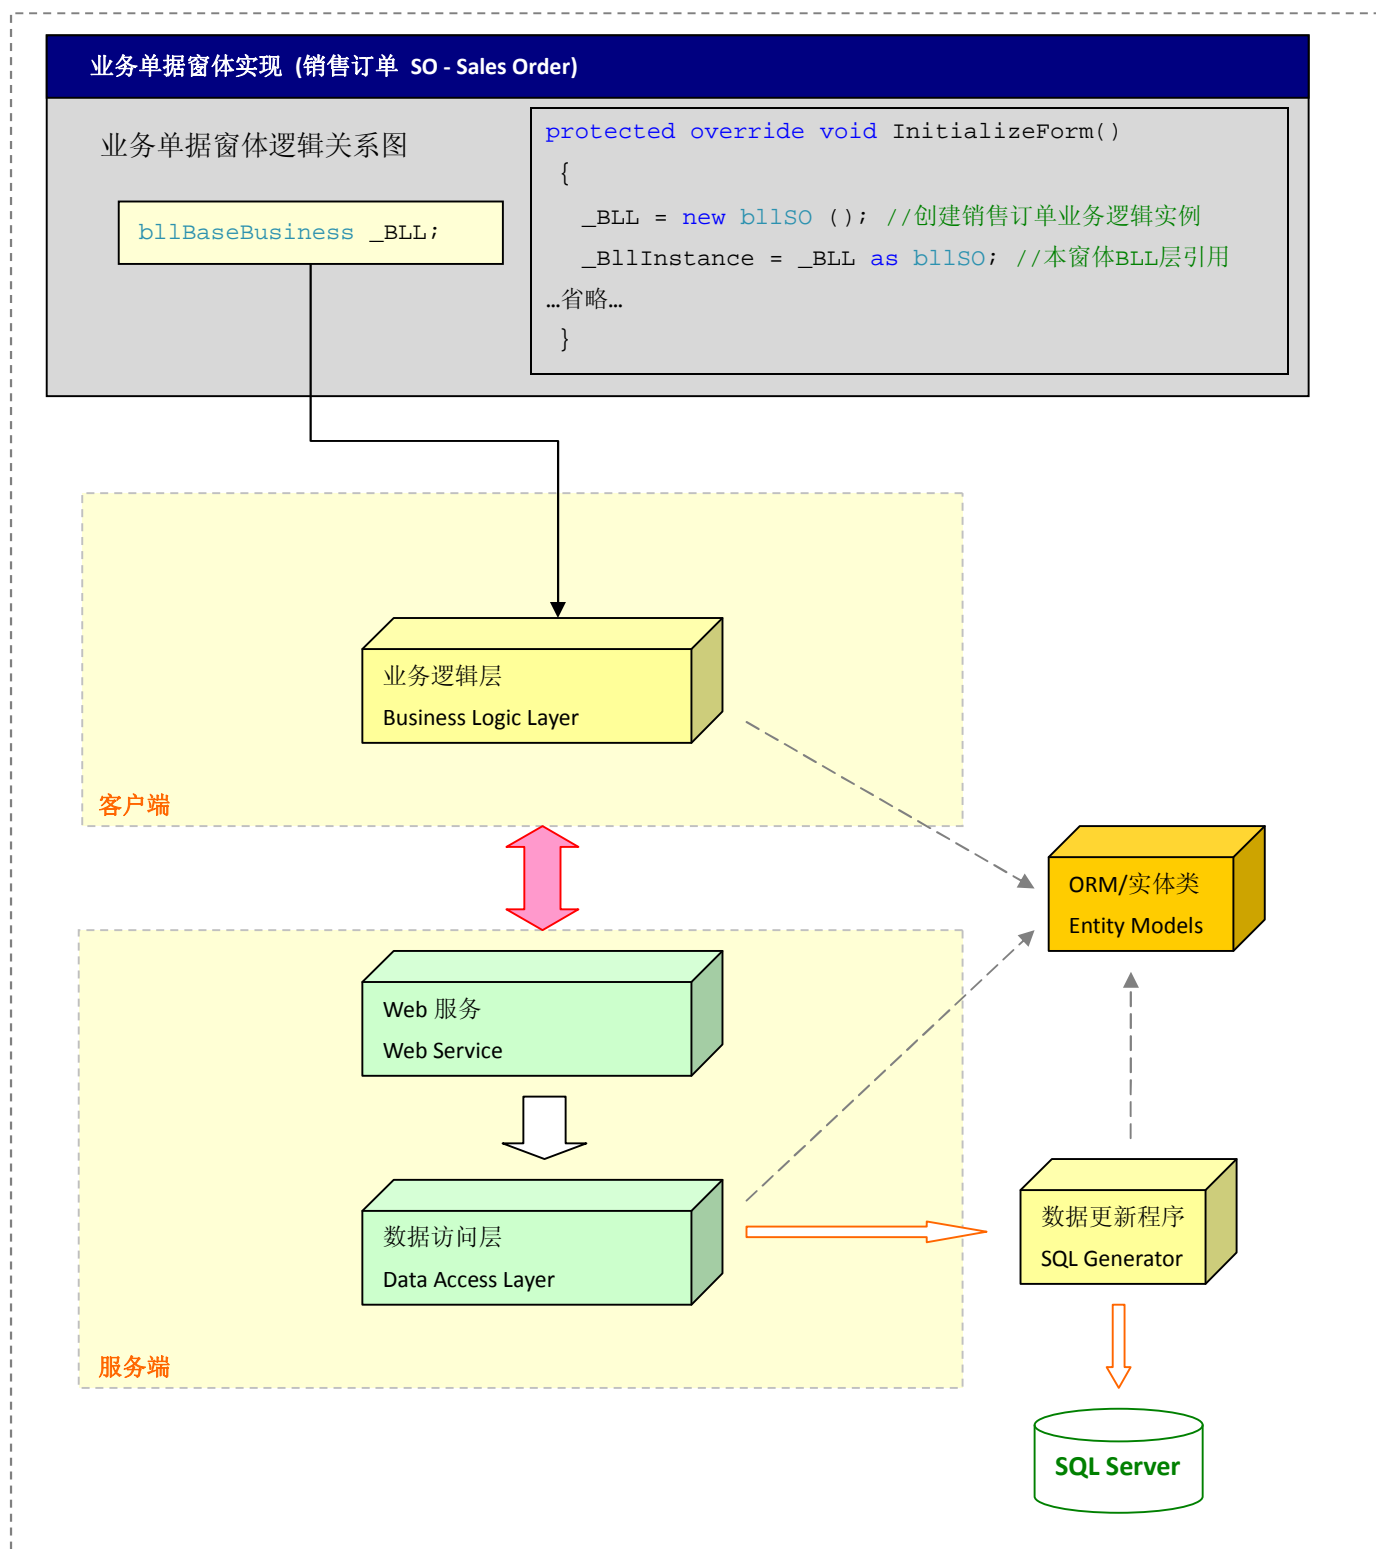 业务单据窗体实现 (销售订单 SO - Sales Order)
业务单据窗体逻辑关系图
bllBaseBusiness _BLL;
protected override void InitializeForm()
{
_BLL = new bllSO (); //创建销售订单业务逻辑实例
_BllInstance = _BLL as bllSO; //本窗体BLL层引用
…省略…
}
业务逻辑层
Business Logic Layer
客户端
ORM/实体类
Entity Models
Web 服务
Web Service
数据访问层
Data Access Layer
数据更新程序
SQL Generator
服务端
SQL Server